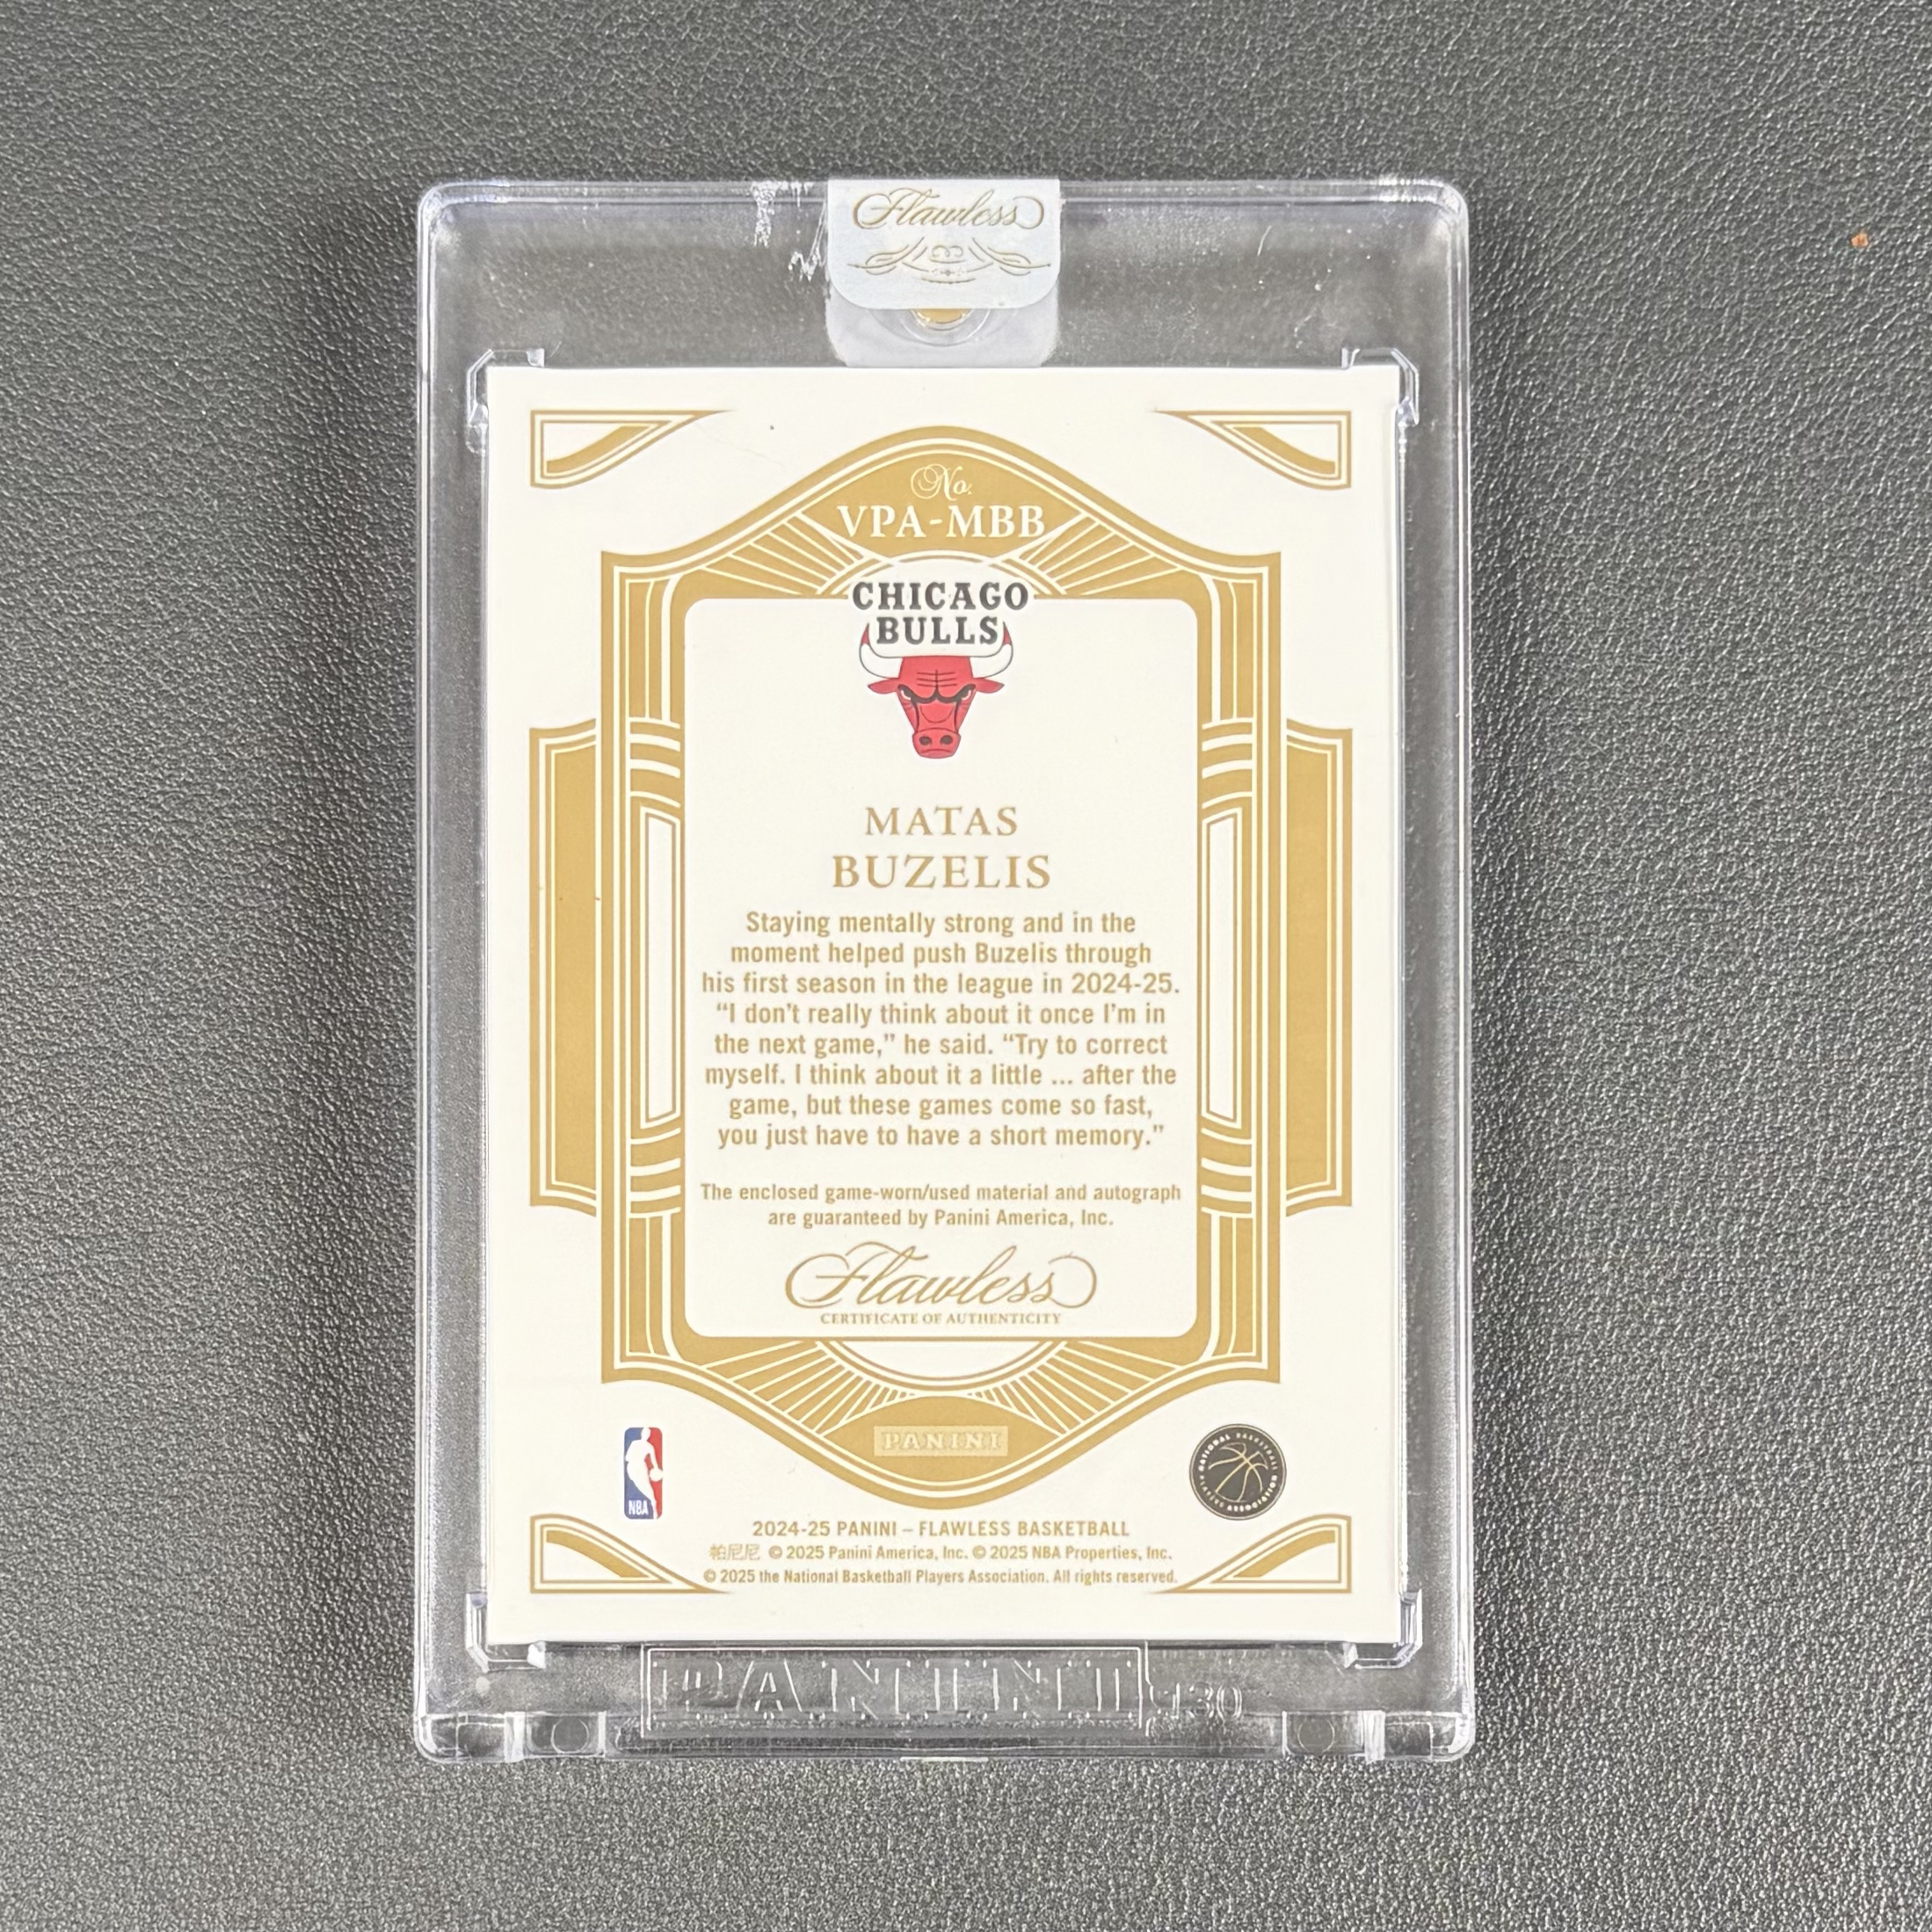 Flawless
No.
VPA-MBB
CHICAGO
BULLS
MATAS
BUZELIS
Staying mentally strong and in the
moment helped push Buzelis through
his first season in the league in 2024-25.
“I don’t really think about it once I’m in
the next game,” he said. “Try to correct
myself. I think about it a little ... after the
game, but these games come so fast,
you just have to have a short memory.”
The enclosed game-worn/used material and autograph
are guaranteed by Panini America, Inc.
Flawless
CERTIFICATE OF AUTHENTICITY
PANINI
NBA
NATIONAL BASKETBALL
PLAYERS ASSOCIATION
2024-25 PANINI – FLAWLESS BASKETBALL
帕尼尼 © 2025 Panini America, Inc. © 2025 NBA Properties, Inc.
© 2025 the National Basketball Players Association. All rights reserved.
PANINI